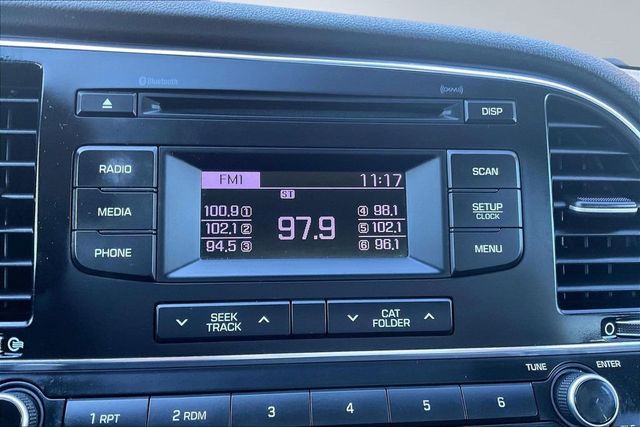 Bluetooth
((XM))
DISP
RADIO
SCAN
MEDIA
SETUP
CLOCK
PHONE
MENU
FM1 11:17
ST
100.9 1 4 98.1
102.1 2 97.9 5 102.1
94.5 3 6 96.1
SEEK
TRACK
CAT
FOLDER
TUNE ENTER
1 RPT 2 RDM 3 4 5 6